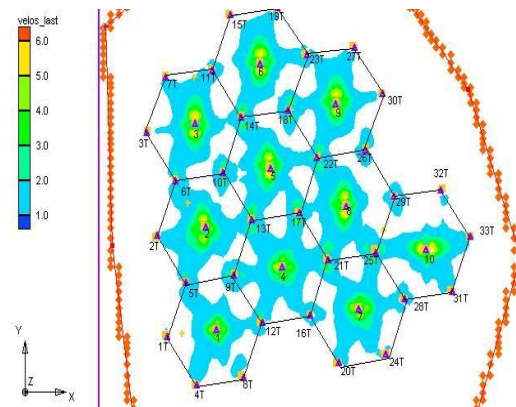 velos_last
6.0
5.0
4.0
3.0
2.0
1.0
15T 19T
23T 27T
11T 6
7T
30T
9
14T 18T
3
3T
22T 26T
10T 5
6T 32T
29T
8
13T 17T
2
2T 33T
25T 10
21T
4
9T
5T
31T
28T
16T 7
12T
1
1T
24T
20T
8T
4T
Y
Z
X